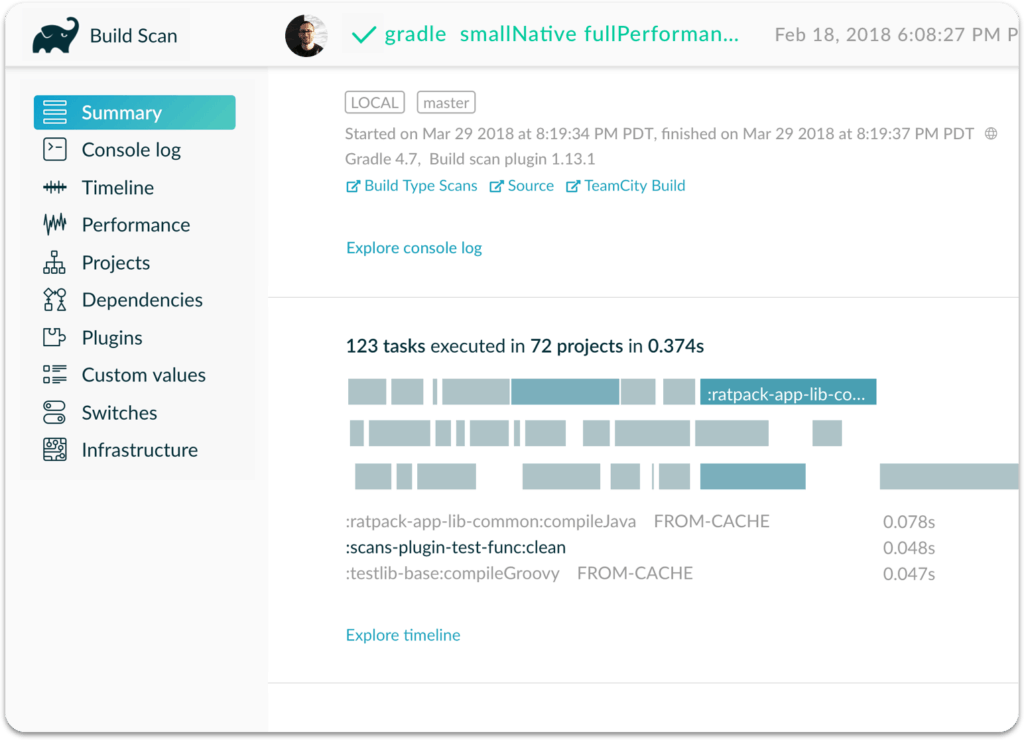 Build Scan
gradle smallNative fullPerforman...
Feb 18, 2018 6:08:27 PM P
Summary
Console log
Timeline
Performance
Projects
Dependencies
Plugins
Custom values
Switches
Infrastructure
LOCAL master
Started on Mar 29 2018 at 8:19:34 PM PDT, finished on Mar 29 2018 at 8:19:37 PM PDT
Gradle 4.7, Build scan plugin 1.13.1
Build Type Scans Source TeamCity Build
Explore console log
123 tasks executed in 72 projects in 0.374s
:ratpack-app-lib-co...
:ratpack-app-lib-common:compileJava FROM-CACHE 0.078s
:scans-plugin-test-func:clean 0.048s
:testlib-base:compileGroovy FROM-CACHE 0.047s
Explore timeline